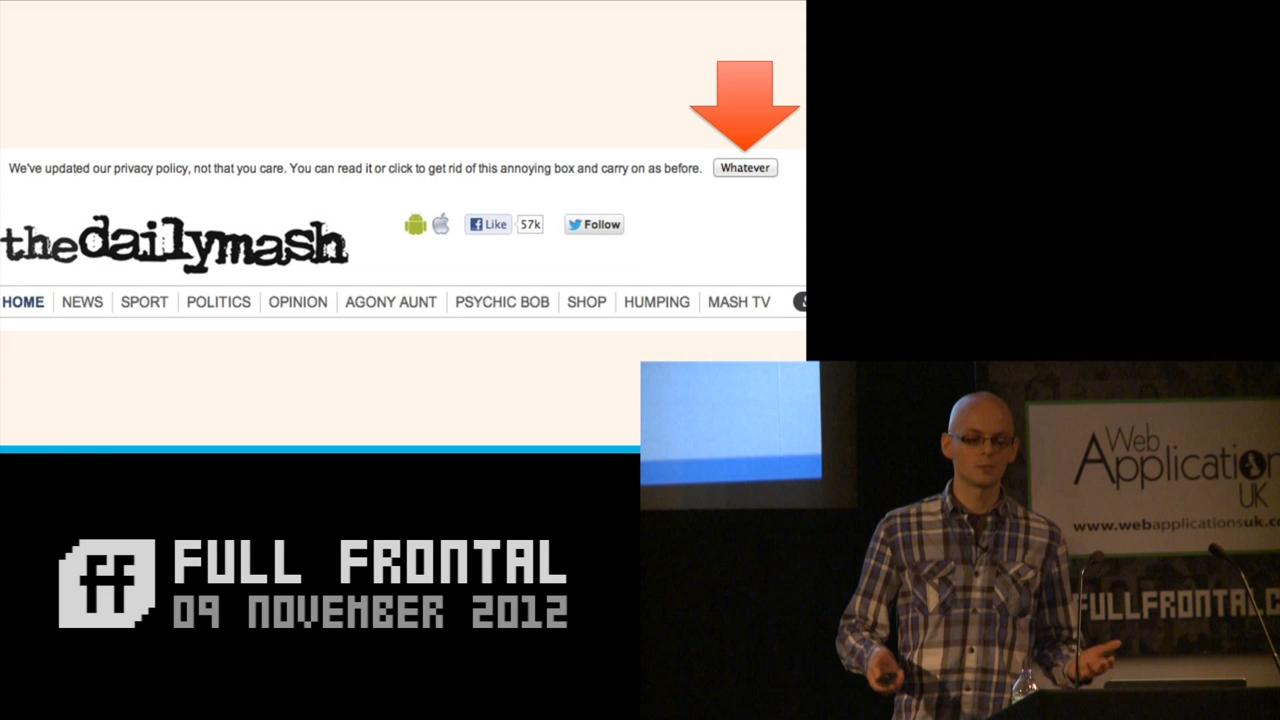 We've updated our privacy policy, not that you care. You can read it or click to get rid of this annoying box and carry on as before. Whatever
thedailymash
Like 57k Follow
HOME NEWS SPORT POLITICS OPINION AGONY AUNT PSYCHIC BOB SHOP HUMPING MASH TV
ff FULL FRONTAL
09 NOVEMBER 2012
Web
Application
UK
www.webapplicationsuk.c
FULLFRONTAL.C